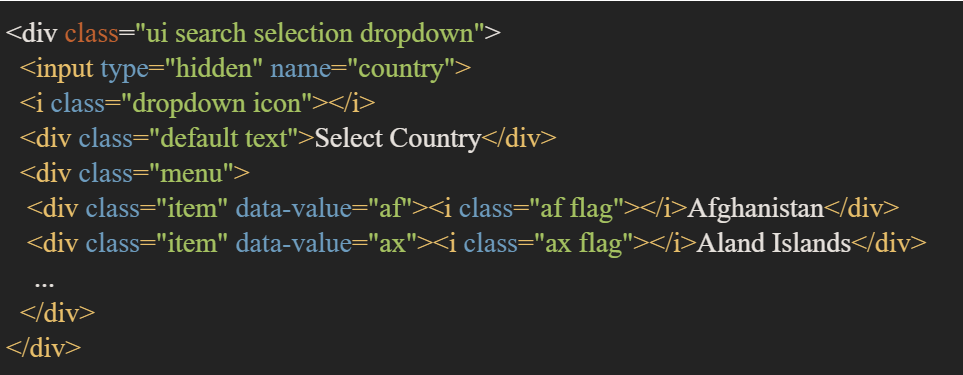 <div class="ui search selection dropdown">
<input type="hidden" name="country">
<i class="dropdown icon"></i>
<div class="default text">Select Country</div>
<div class="menu">
<div class="item" data-value="af"><i class="af flag"></i>Afghanistan</div>
<div class="item" data-value="ax"><i class="ax flag"></i>Aland Islands</div>
...
</div>
</div>